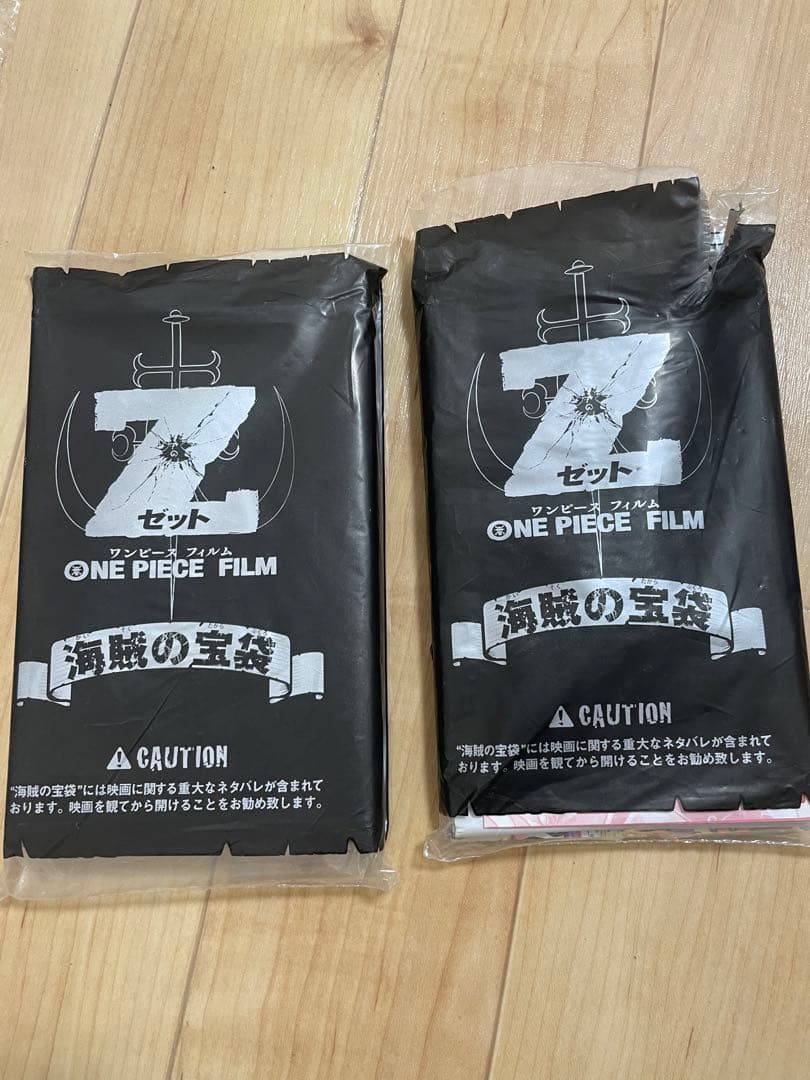 Z
ゼット
ワンピース フィルム
ONE PIECE FILM
海賊の宝袋
CAUTION
"海賊の宝袋"には映画に関する重大なネタバレが含まれて
おります。映画を観てから開けることをお勧め致します。
Z
ゼット
ワンピース フィルム
ONE PIECE FILM
海賊の宝袋
CAUTION
"海賊の宝袋"には映画に関する重大なネタバレが含まれて
おります。映画を観てから開けることをお勧め致します。